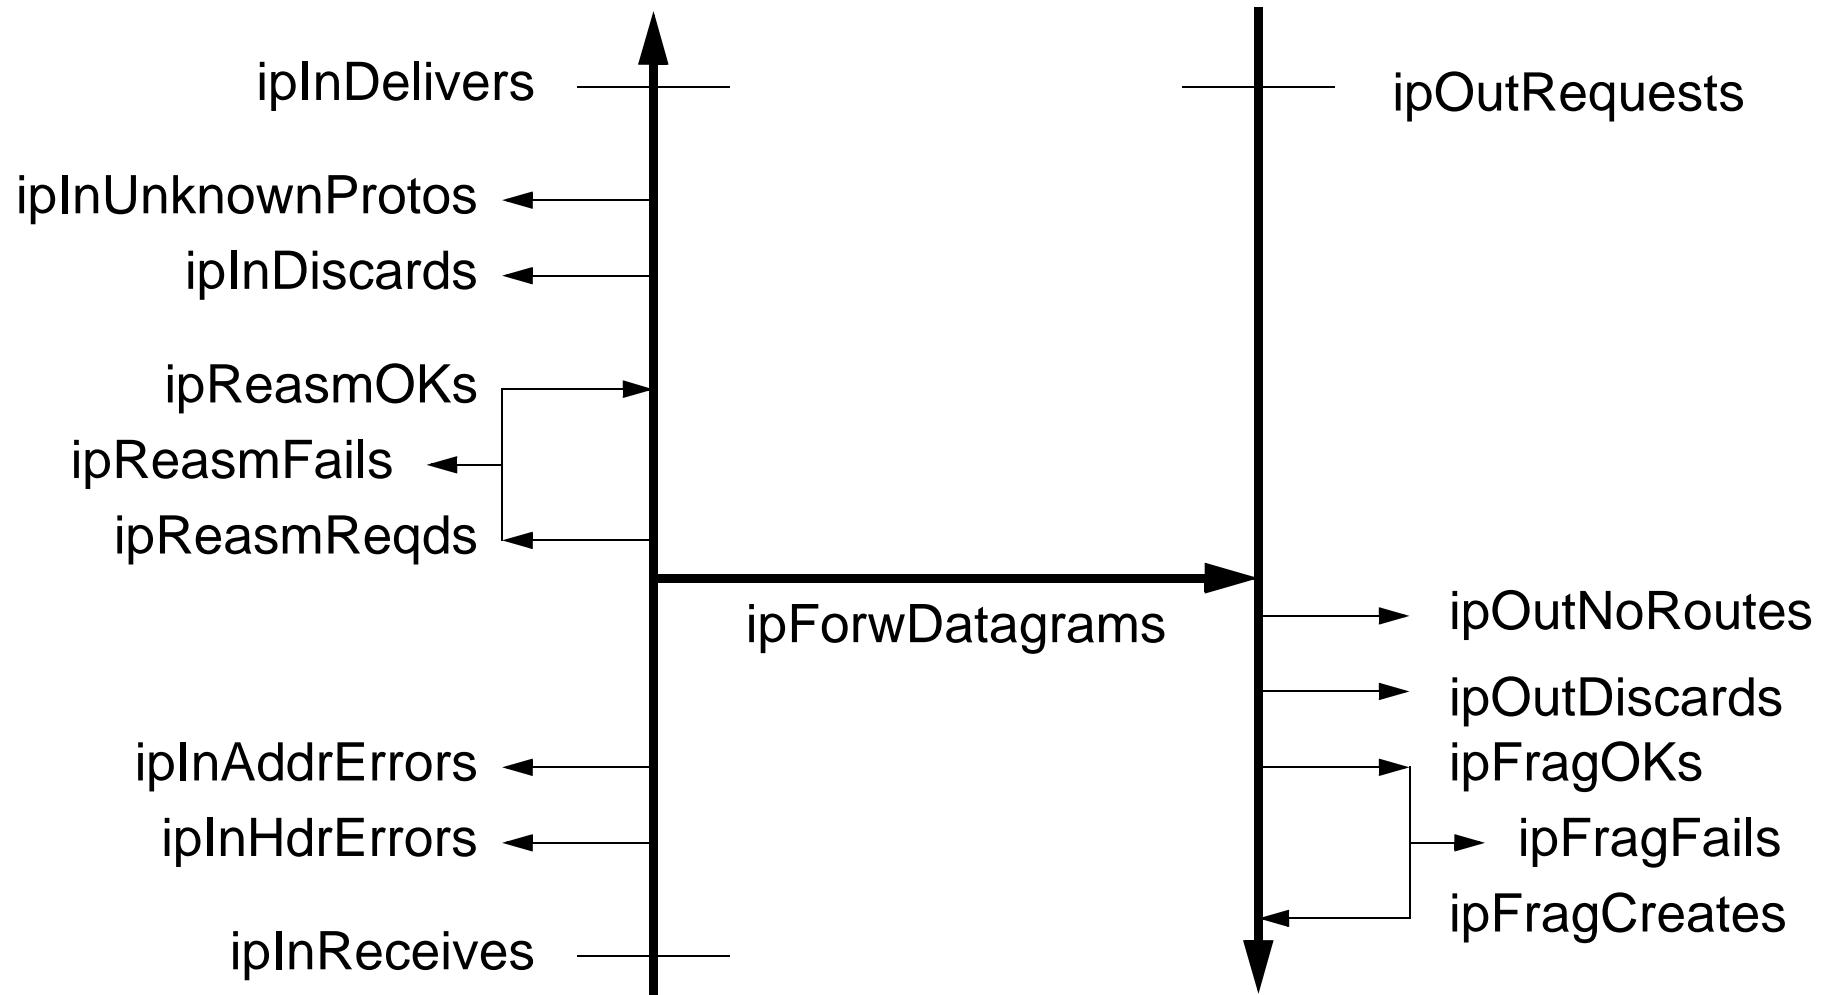 ipInDelivers
ipOutRequests
ipInUnknownProtos
ipInDiscards
ipReasmOKs
ipReasmFails
ipReasmReqds
ipForwDatagrams
ipOutNoRoutes
ipOutDiscards
ipInAddrErrors
ipFragOKs
ipInHdrErrors
ipFragFails
ipFragCreates
ipInReceives